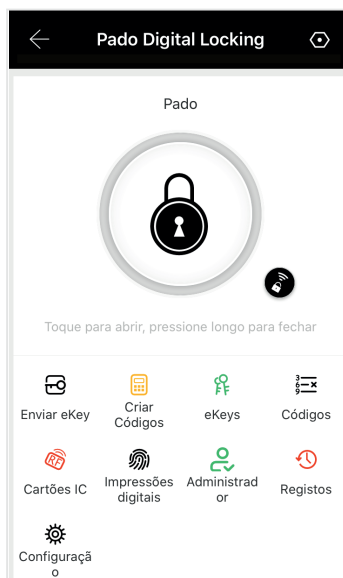 Pado Digital Locking
Pado
Toque para abrir, pressione longo para fechar
Enviar eKey
Criar
Códigos
eKeys
Códigos
Cartões IC
Impressões
digitais
Administrad
or
Registos
Configuraçã
o